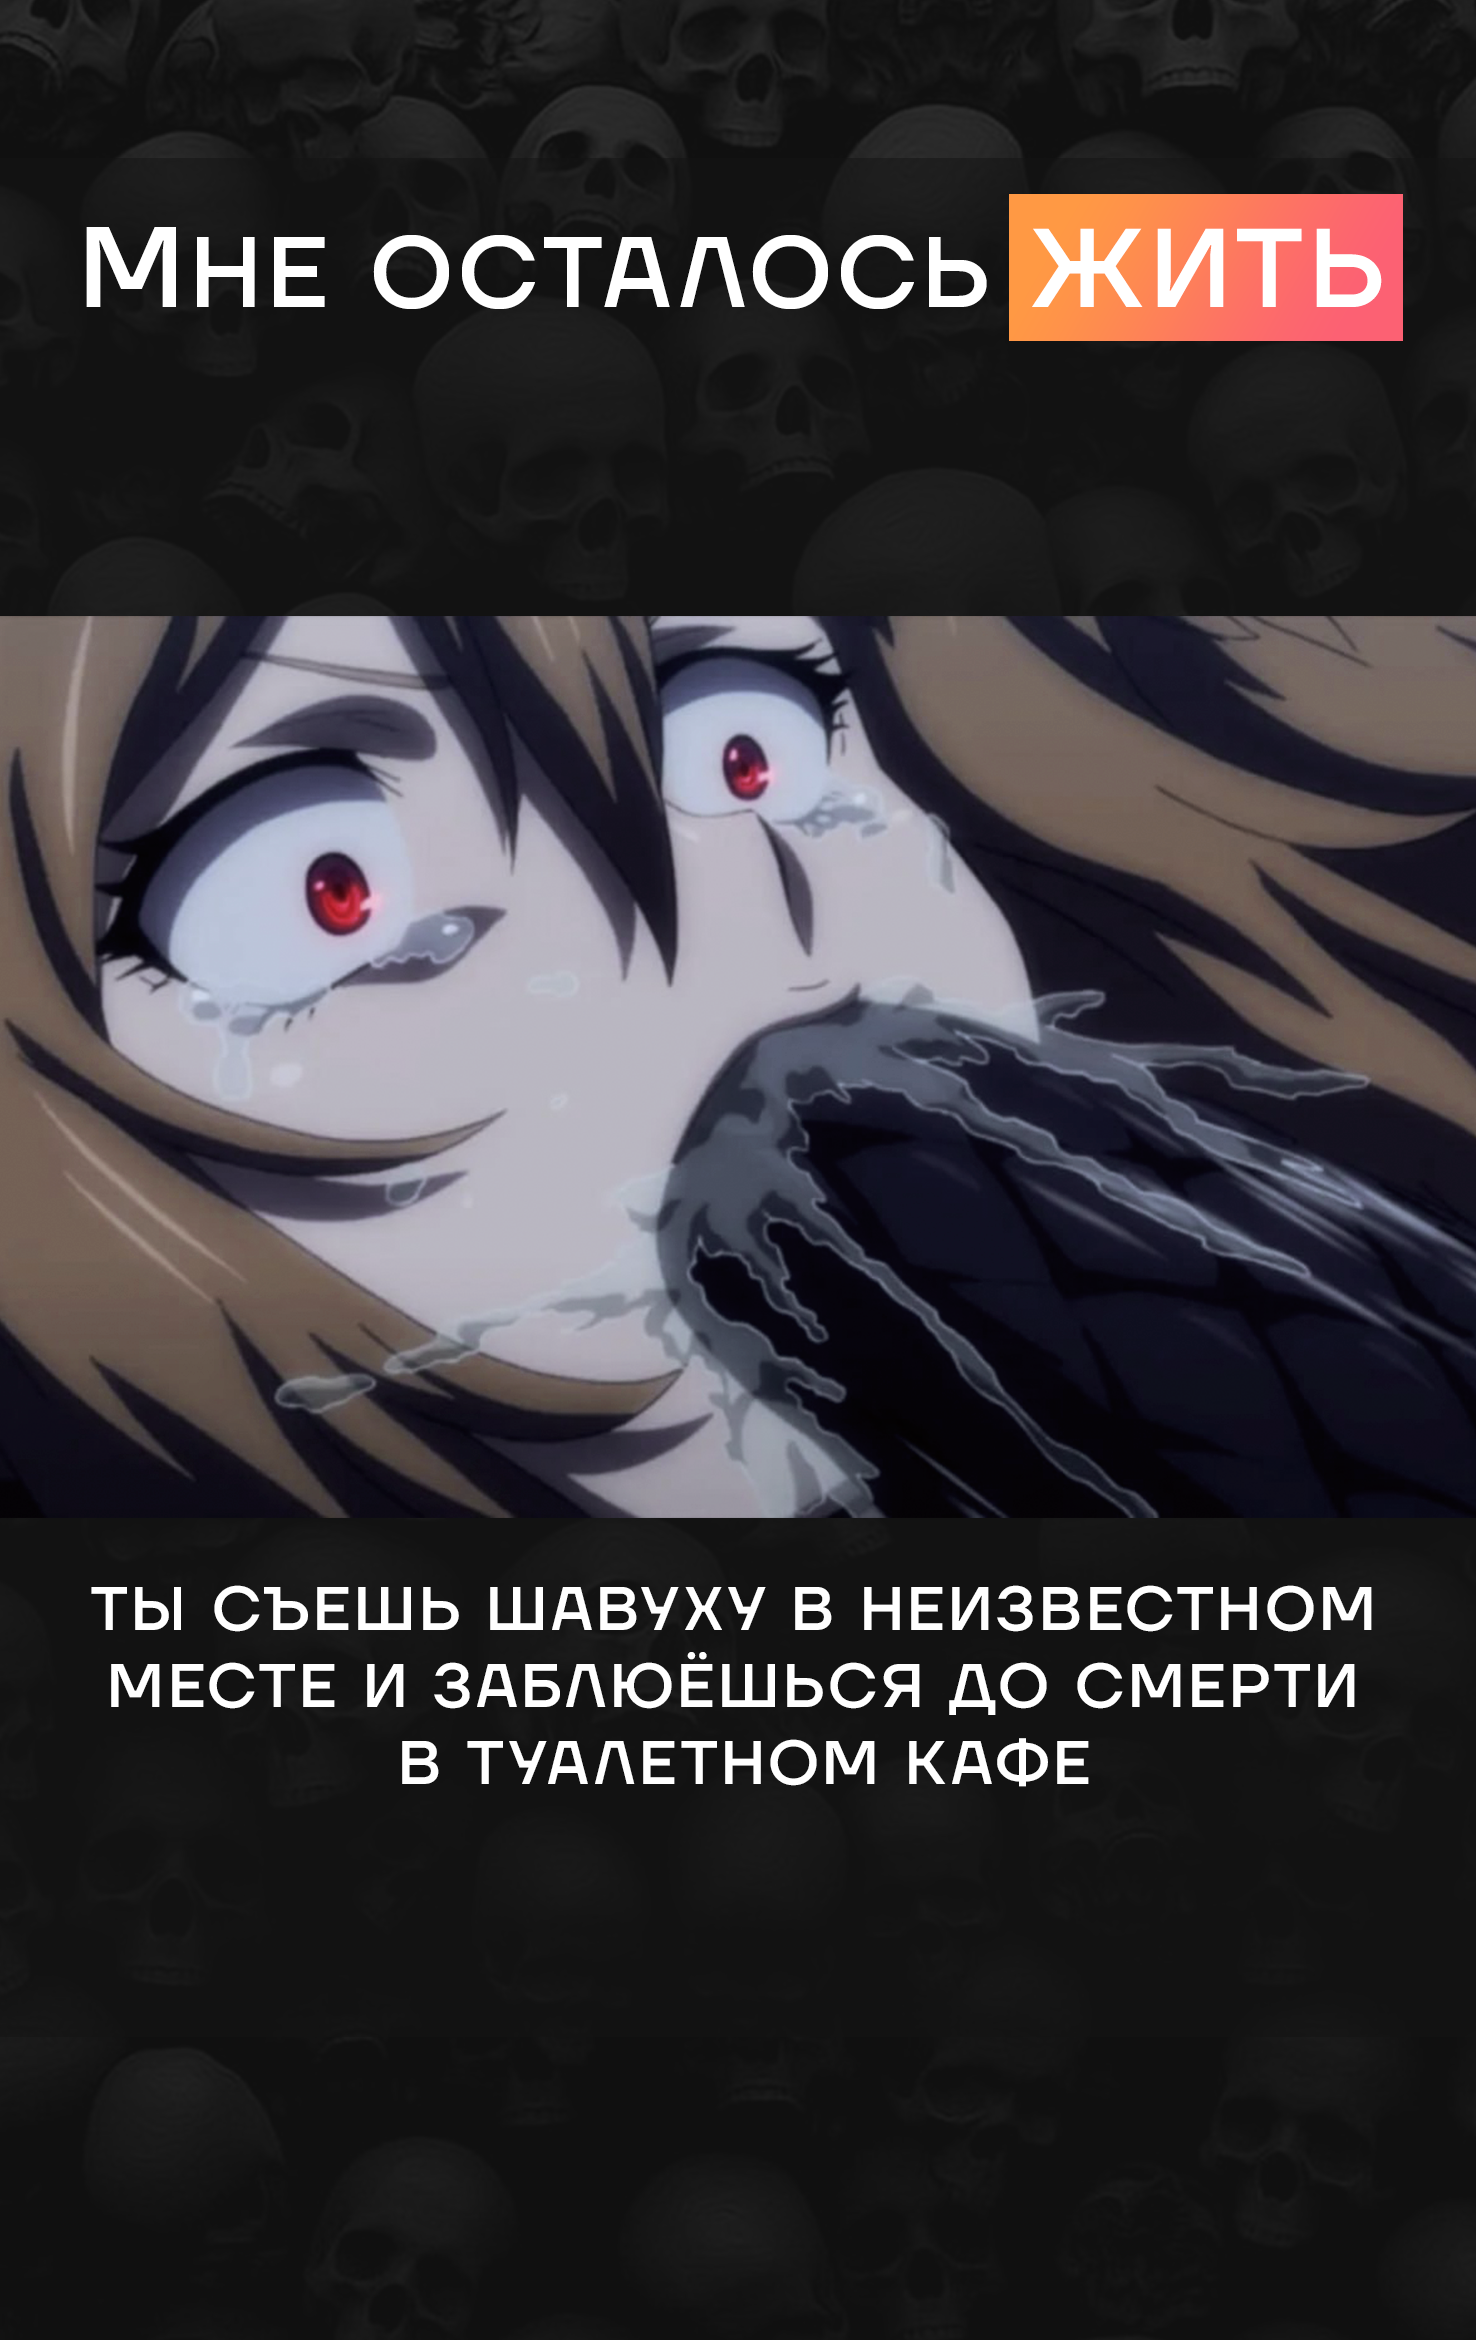 Мне осталось жить
ты съешь шавуху в неизвестном
месте и заблюёшься до смерти
в туалетном кафе